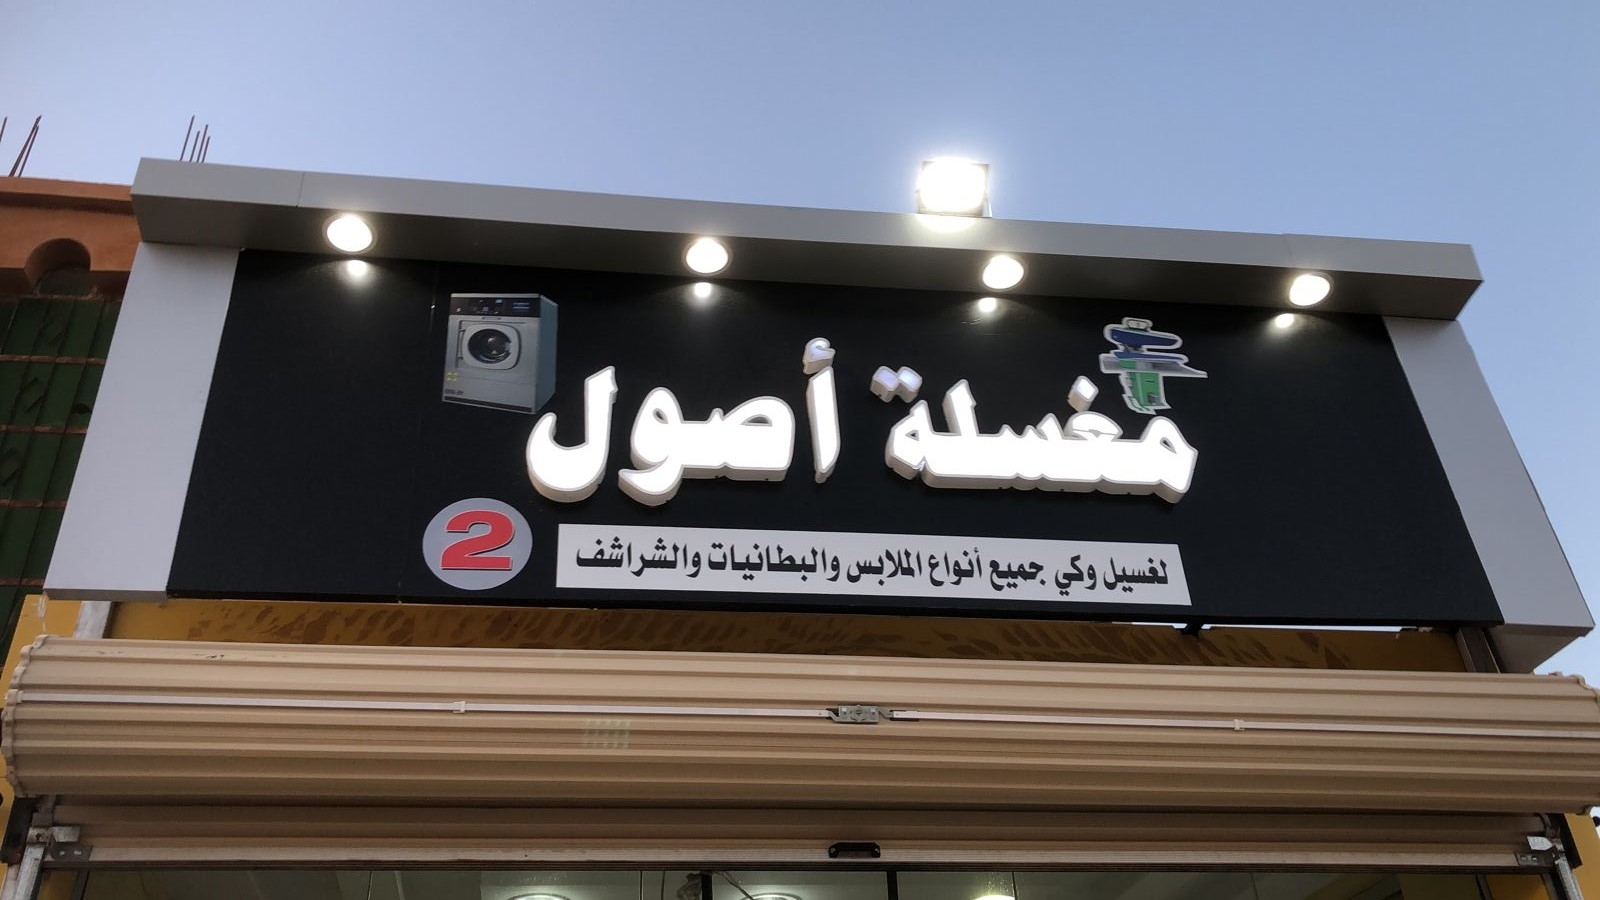 مغسلة أصول
لغسيل وكي جميع أنواع الملابس والبطانيات والشراشف
2